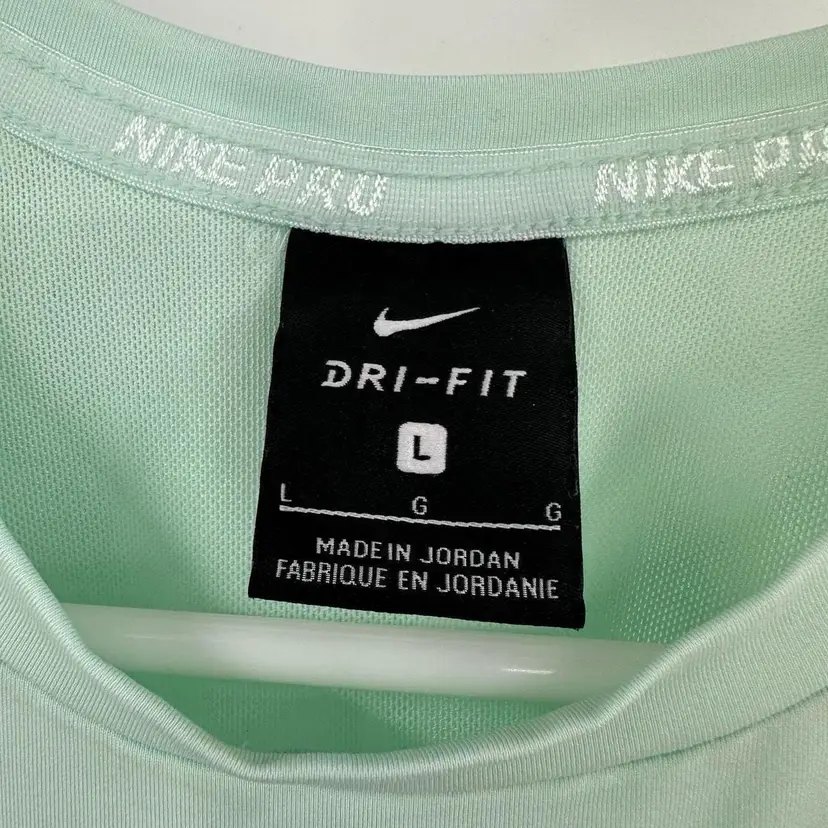 NIKE PRO NIKE PRO
DRI-FIT
L
L G G
MADE IN JORDAN
FABRIQUE EN JORDANIE